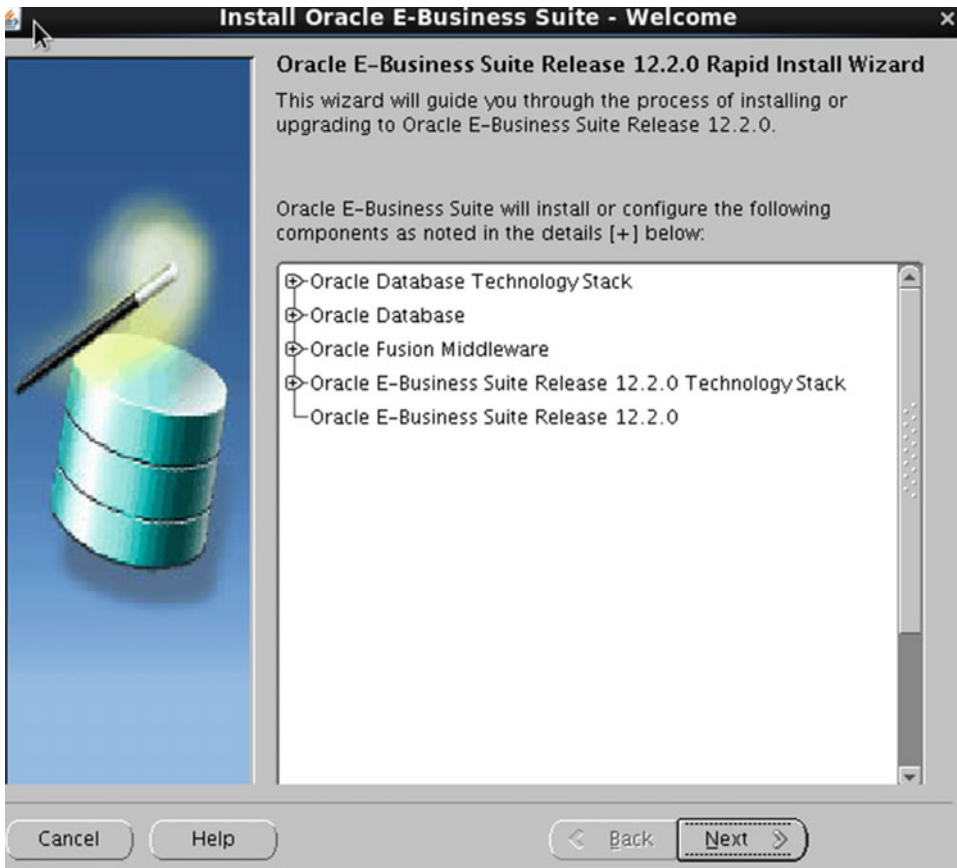 Install Oracle E-Business Suite - Welcome
Oracle E-Business Suite Release 12.2.0 Rapid Install Wizard
This wizard will guide you through the process of installing or
upgrading to Oracle E-Business Suite Release 12.2.0.
Oracle E-Business Suite will install or configure the following
components as noted in the details [+] below:
Oracle Database Technology Stack
Oracle Database
Oracle Fusion Middleware
Oracle E-Business Suite Release 12.2.0 Technology Stack
Oracle E-Business Suite Release 12.2.0
Cancel Help Back Next